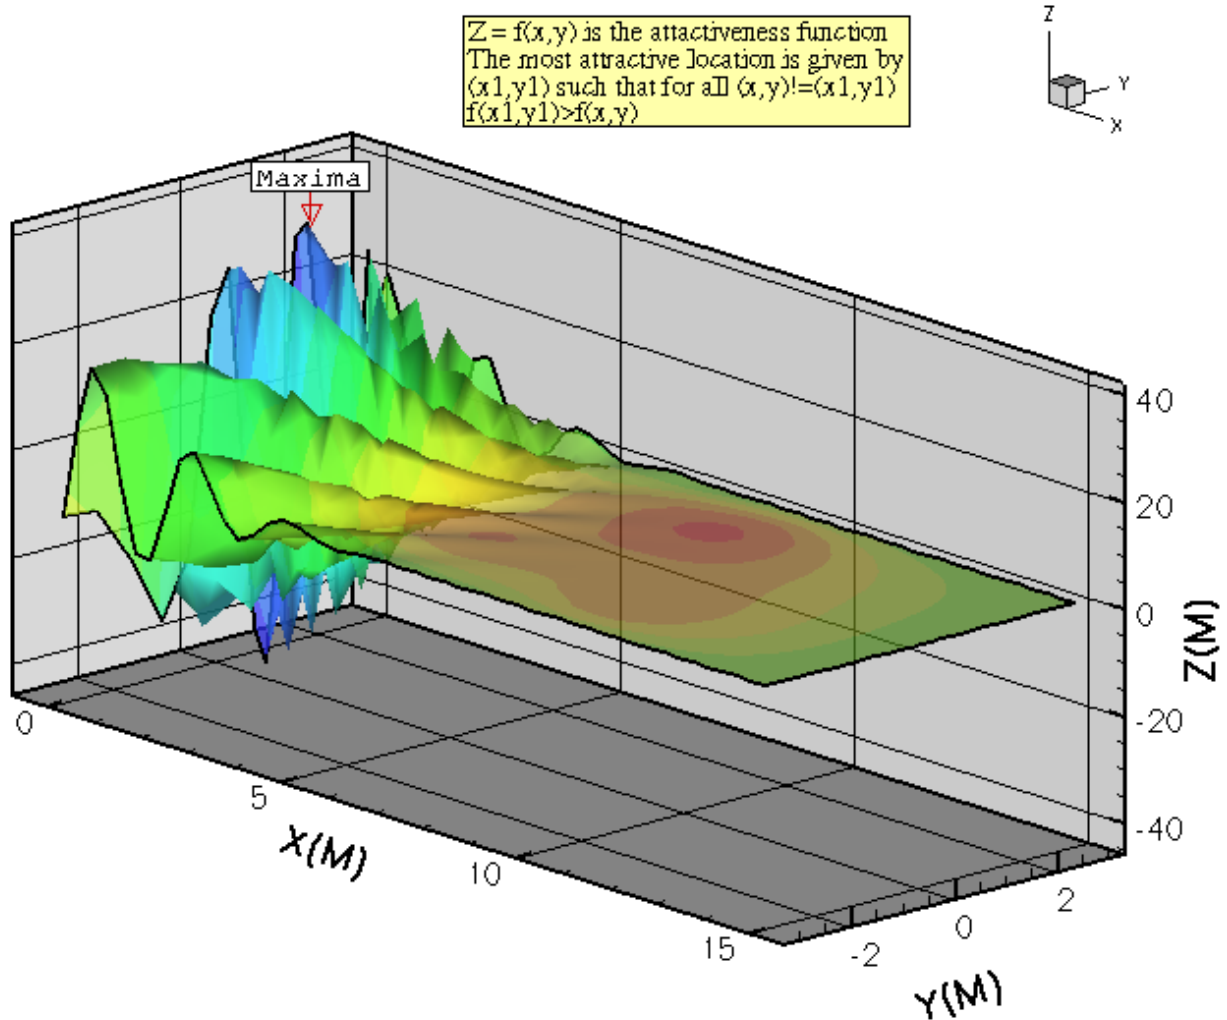 Z = f(x,y) is the attactiveness function
The most attractive location is given by
(x1,y1) such that for all (x,y)!=(x1,y1)
f(x1,y1)>f(x,y)
Z
Y
X
Maxima
40
20
0
-20
-40
Z(M)
0
5
10
15
X(M)
-2
0
2
Y(M)